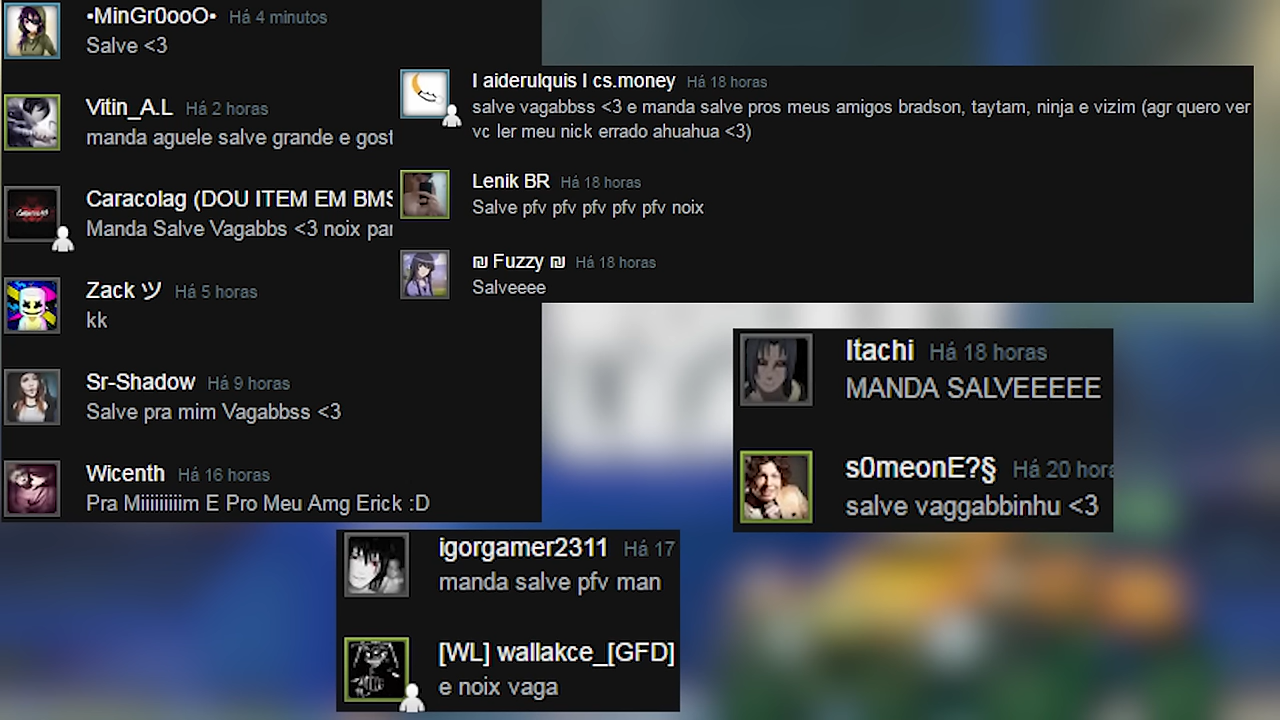 •MinGr0ooO• Há 4 minutos
Salve <3
Vitin_A.L Há 2 horas
manda aguele salve grande e gost
Caracolag (DOU ITEM EM BMS
Manda Salve Vagabbs <3 noix par
Zack ツ Há 5 horas
kk
Sr-Shadow Há 9 horas
Salve pra mim Vagabbss <3
Wicenth Há 16 horas
Pra Miiiiiiiiim E Pro Meu Amg Erick :D
I aiderulquis I cs.money Há 18 horas
salve vagabbss <3 e manda salve pros meus amigos bradson, taytam, ninja e vizim (agr quero ver
vc ler meu nick errado ahuahua <3)
Lenik BR Há 18 horas
Salve pfv pfv pfv pfv pfv noix
₪ Fuzzy ₪ Há 18 horas
Salveeee
Itachi Há 18 horas
MANDA SALVEEEEE
s0meonE?§ Há 20 hora
salve vaggabbinhu <3
igorgamer2311 Há 17
manda salve pfv man
[WL] wallakce_[GFD]
e noix vaga